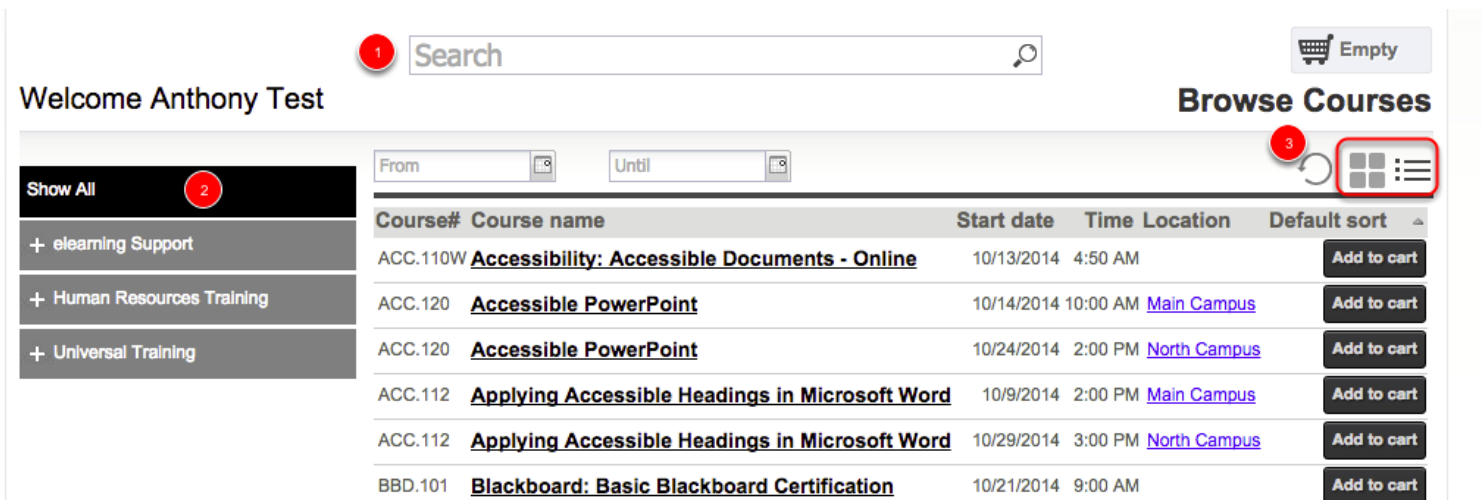 1 Search Empty
Welcome Anthony Test Browse Courses
3
From Until
Show All 2
+ elearning Support
+ Human Resources Training
+ Universal Training
Course# Course name Start date Time Location Default sort
ACC.110W Accessibility: Accessible Documents - Online 10/13/2014 4:50 AM Add to cart
ACC.120 Accessible PowerPoint 10/14/2014 10:00 AM Main Campus Add to cart
ACC.120 Accessible PowerPoint 10/24/2014 2:00 PM North Campus Add to cart
ACC.112 Applying Accessible Headings in Microsoft Word 10/9/2014 2:00 PM Main Campus Add to cart
ACC.112 Applying Accessible Headings in Microsoft Word 10/29/2014 3:00 PM North Campus Add to cart
BBD.101 Blackboard: Basic Blackboard Certification 10/21/2014 9:00 AM Add to cart